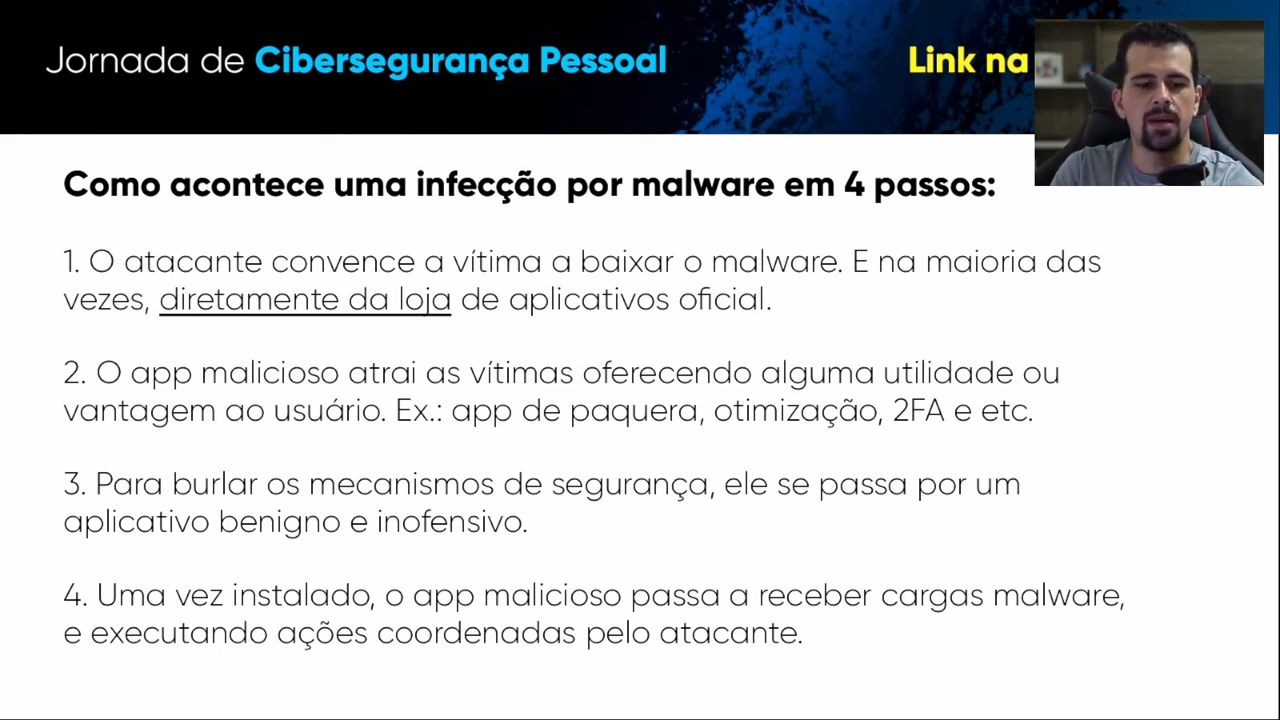 Jornada de Cibersegurança Pessoal
Link na
Como acontece uma infecção por malware em 4 passos:
1. O atacante convence a vítima a baixar o malware. E na maioria das
vezes, diretamente da loja de aplicativos oficial.
2. O app malicioso atrai as vítimas oferecendo alguma utilidade ou
vantagem ao usuário. Ex.: app de paquera, otimização, 2FA e etc.
3. Para burlar os mecanismos de segurança, ele se passa por um
aplicativo benigno e inofensivo.
4. Uma vez instalado, o app malicioso passa a receber cargas malware,
e executando ações coordenadas pelo atacante.